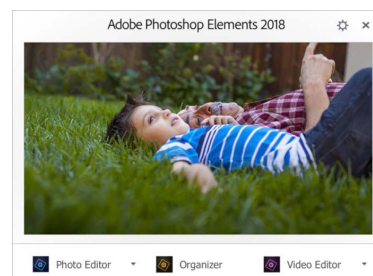 Adobe Photoshop Elements 2018
Photo Editor
Organizer
Video Editor